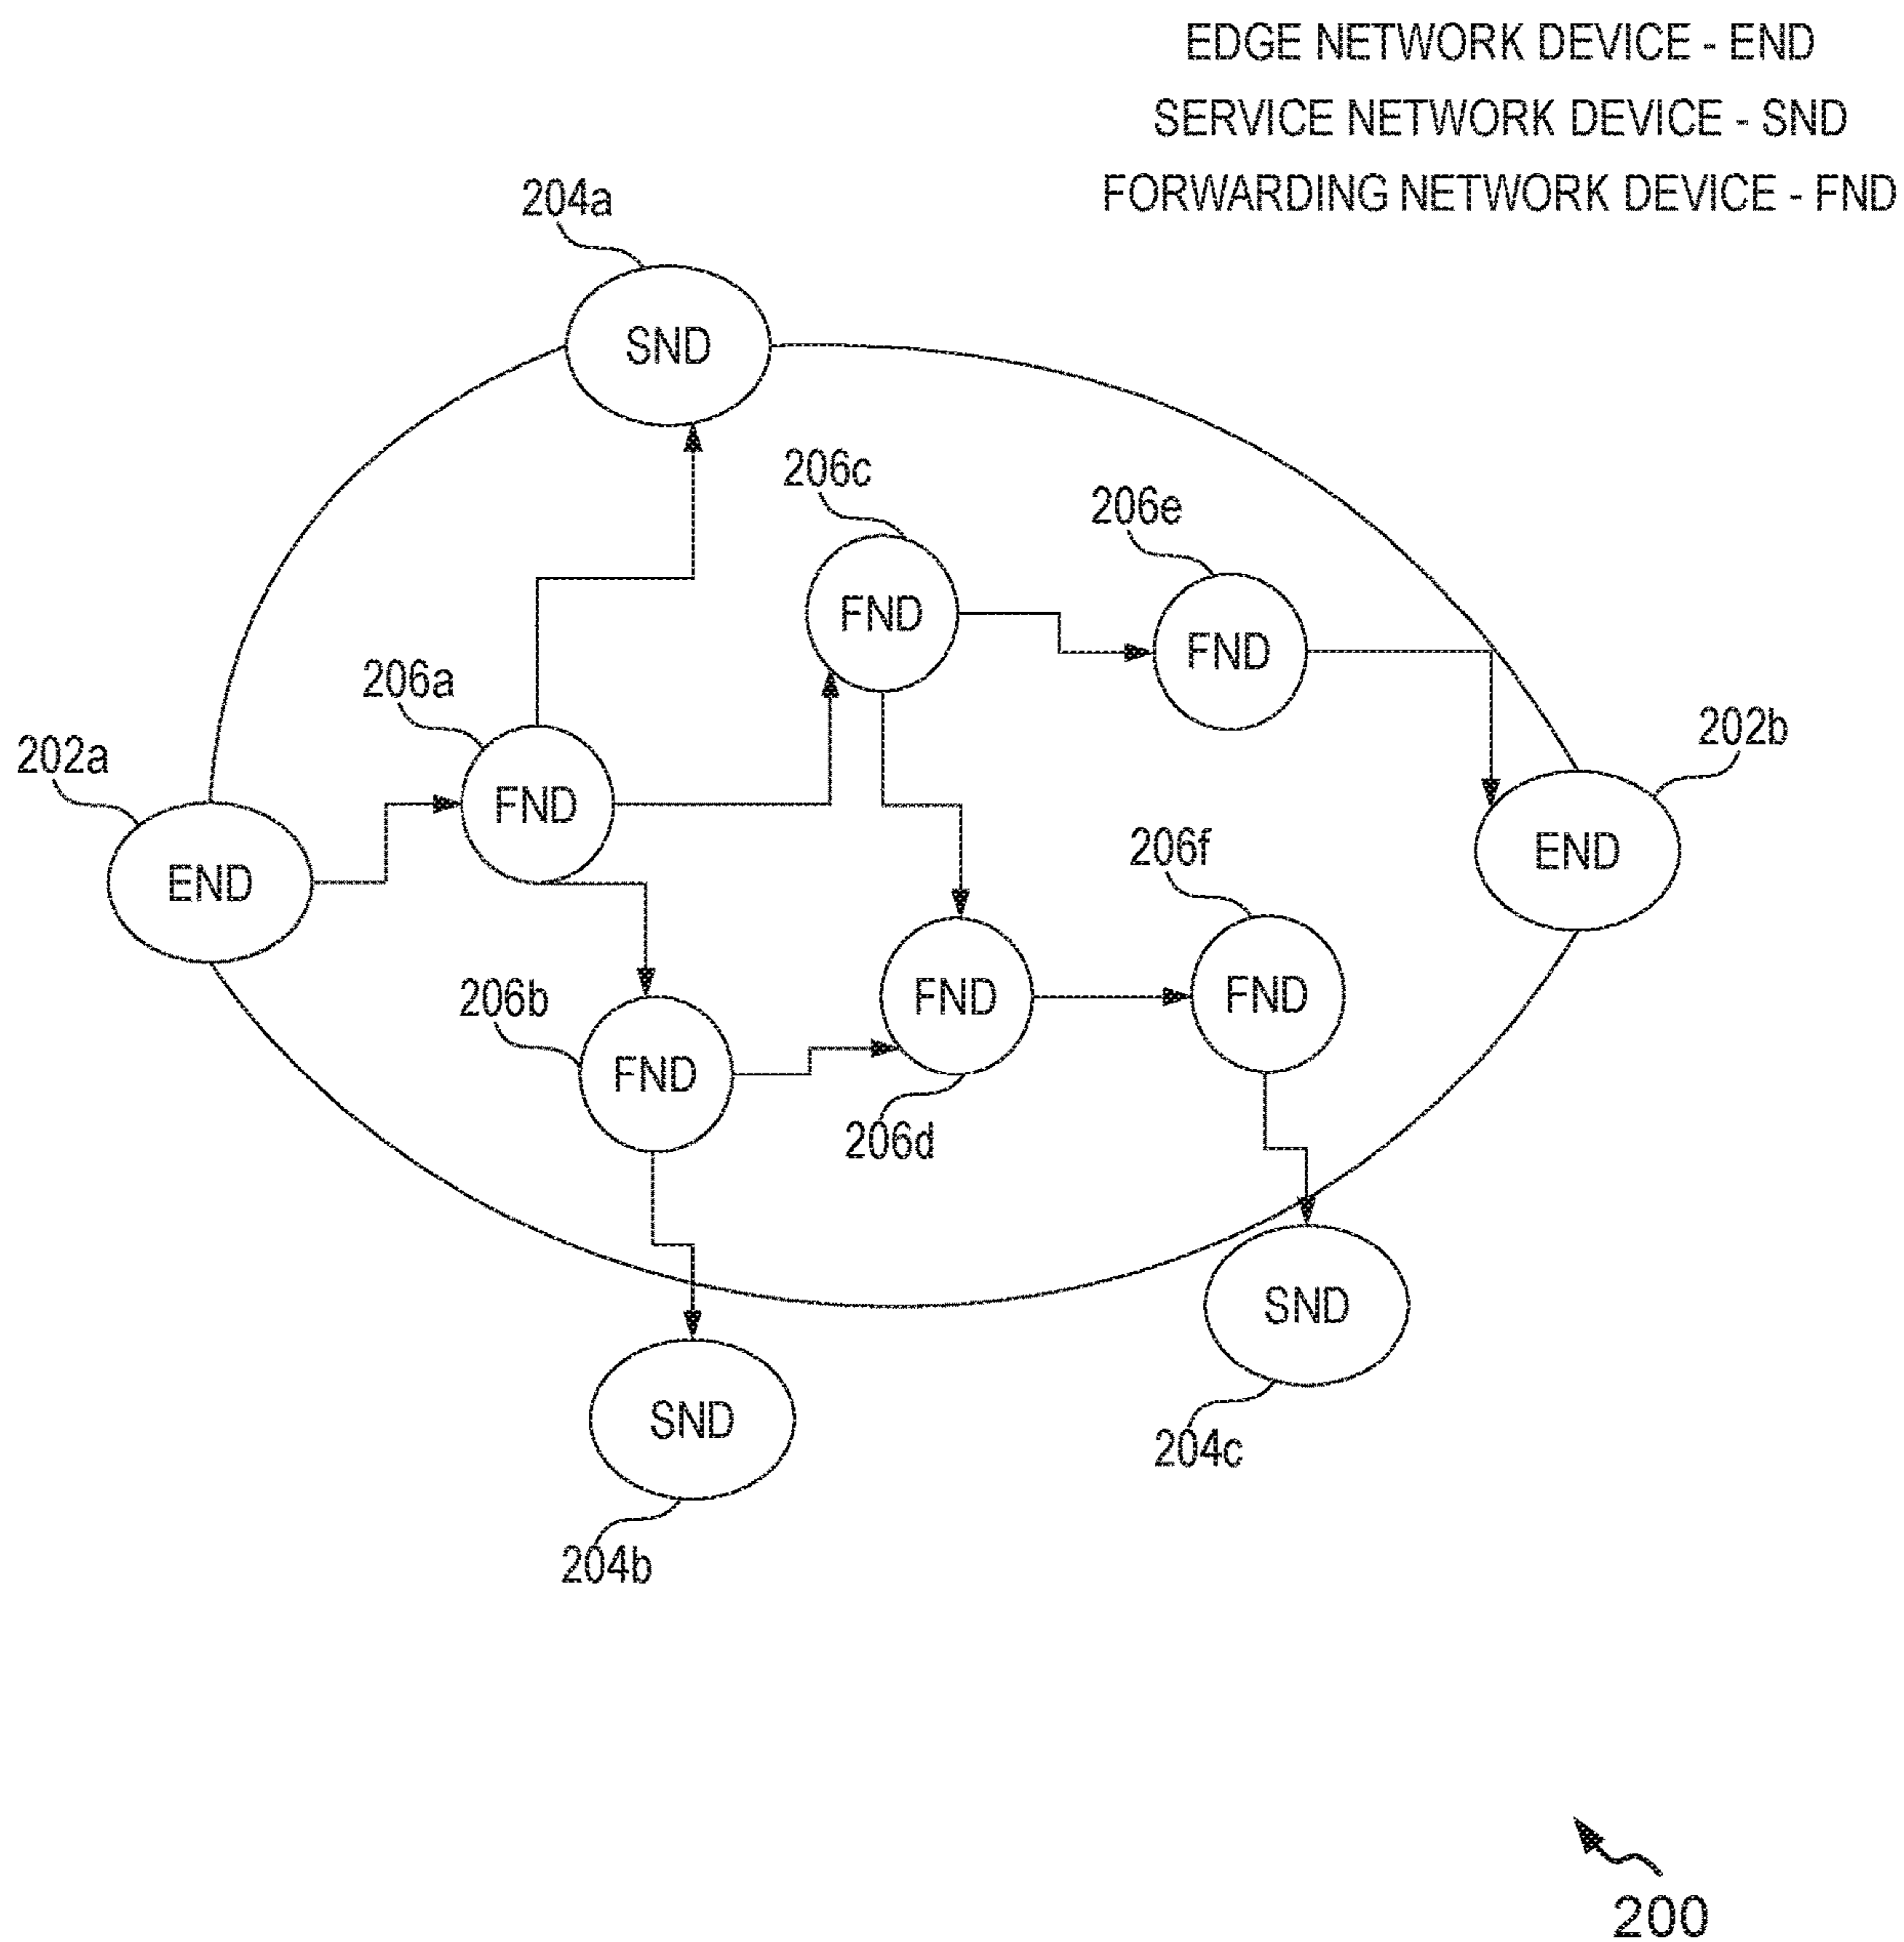 EDGE NETWORK DEVICE - END
SERVICE NETWORK DEVICE - SND
FORWARDING NETWORK DEVICE - FND
204a
SND
206c
206e
FND
FND
206a
202b
202a
FND
END
206f
END
206b
FND
FND
FND
206d
SND
SND
204c
204b
200